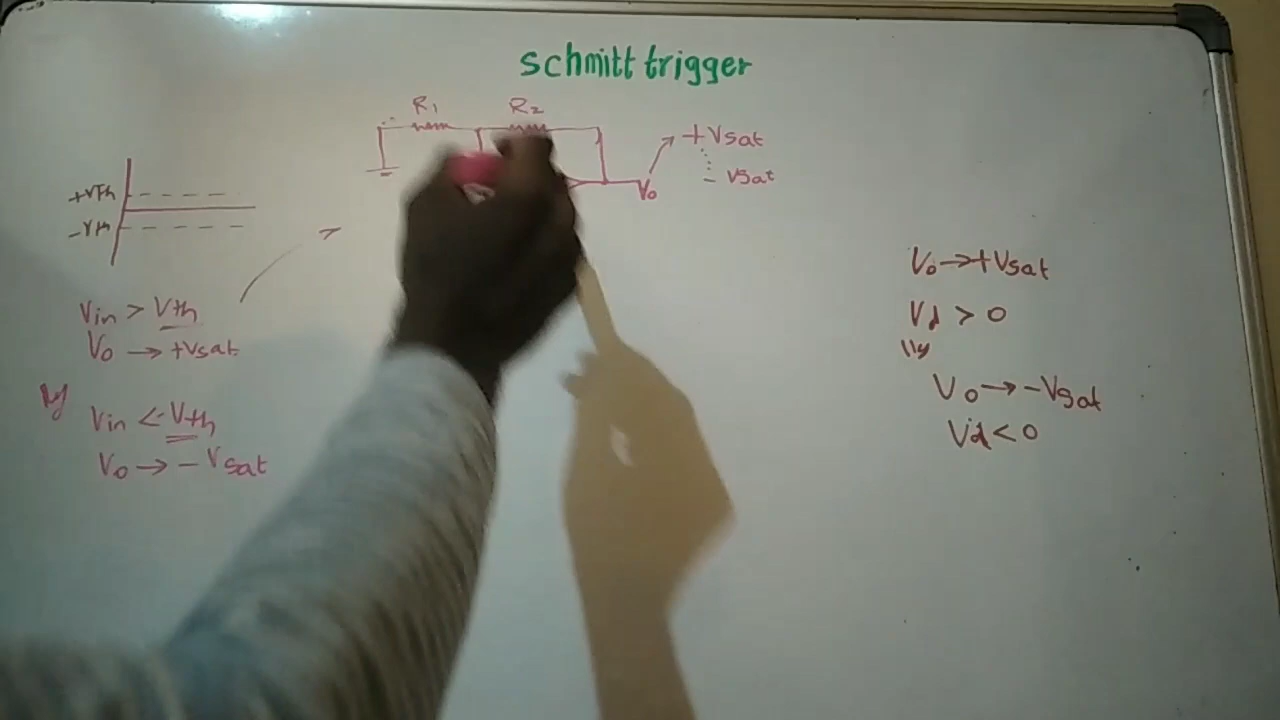 schmitt trigger
R1 R2
+Vsat
- Vsat
Vo
+Vth
-Vth
Vin > Vth
Vo → +Vsat
lly
Vin < -Vth
Vo → - Vsat
Vo → +Vsat
Vd > 0
lly
Vo → -Vsat
Vd < 0